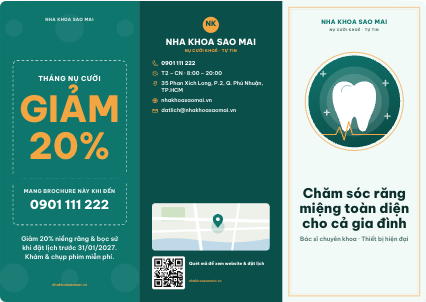 NHA KHOA SAO MAI
THÁNG NỤ CƯỜI
GIẢM
20%
MANG BROCHURE NÀY KHI ĐẾN
0901 111 222
Giảm 20% niềng răng & bọc sứ
khi đặt lịch trước 31/01/2027.
Khám & chụp phim miễn phí.
nhakhoasaomai.vn
NK
NHA KHOA SAO MAI
NỤ CƯỜI KHOẺ · TỰ TIN
0901 111 222
T2 – CN · 8:00 – 20:00
35 Phan Xích Long, P.2, Q. Phú Nhuận,
TP.HCM
nhakhoasaomai.vn
datlich@nhakhoasaomai.vn
Quét mã để xem website & đặt lịch
nhakhoasaomai.vn
NHA KHOA SAO MAI
NỤ CƯỜI KHOẺ · TỰ TIN
Chăm sóc răng
miệng toàn diện
cho cả gia đình
Bác sĩ chuyên khoa · Thiết bị hiện đại